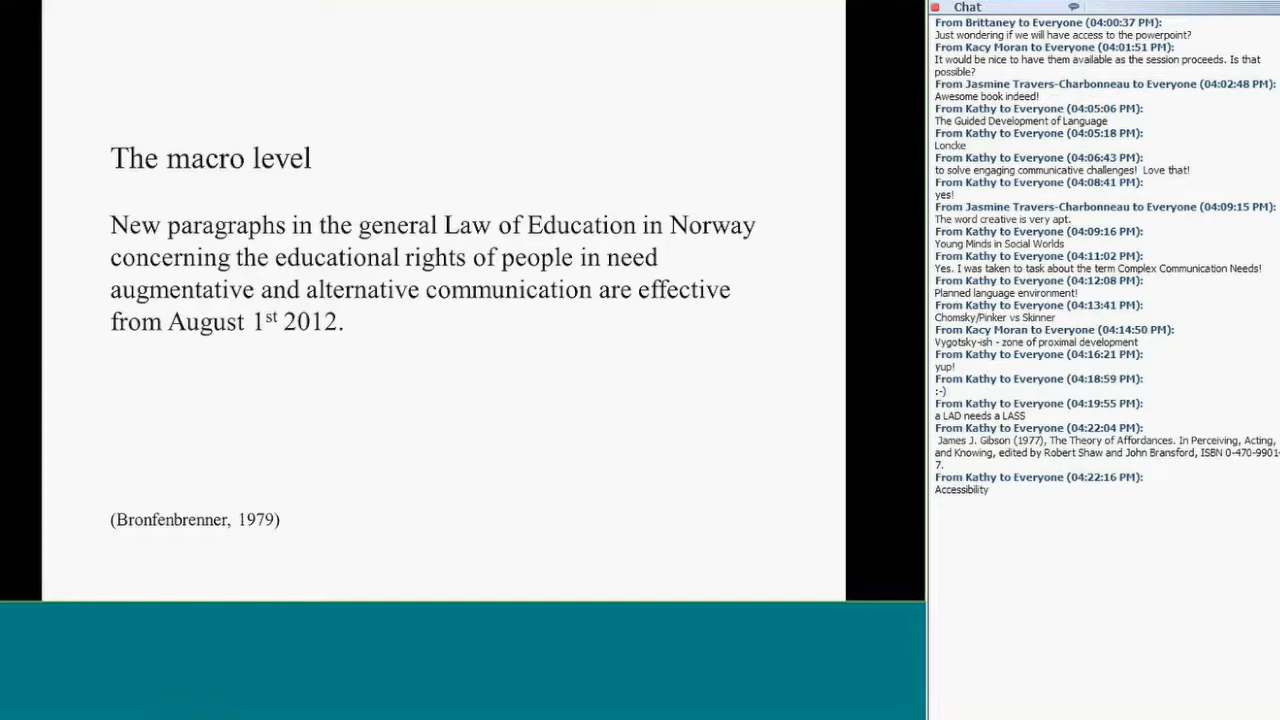 The macro level
New paragraphs in the general Law of Education in Norway
concerning the educational rights of people in need
augmentative and alternative communication are effective
from August 1st 2012.
(Bronfenbrenner, 1979)
Chat
From Brittaney to Everyone (04:00:37 PM):
Just wondering if we will have access to the powerpoint?
From Kacy Moran to Everyone (04:01:51 PM):
It would be nice to have them available as the session proceeds. Is that
possible?
From Jasmine Travers-Charbonneau to Everyone (04:02:48 PM):
Awesome book indeed!
From Kathy to Everyone (04:05:06 PM):
The Guided Development of Language
From Kathy to Everyone (04:05:18 PM):
Loncke
From Kathy to Everyone (04:06:43 PM):
to solve engaging communicative challenges! Love that!
From Kathy to Everyone (04:08:41 PM):
yes!
From Jasmine Travers-Charbonneau to Everyone (04:09:15 PM):
The word creative is very apt.
From Kathy to Everyone (04:09:16 PM):
Young Minds in Social Worlds
From Kathy to Everyone (04:11:02 PM):
Yes. I was taken to task about the term Complex Communication Needs!
From Kathy to Everyone (04:12:08 PM):
Planned language environment!
From Kathy to Everyone (04:13:41 PM):
Chomsky/Pinker vs Skinner
From Kacy Moran to Everyone (04:14:50 PM):
Vygotsky-ish - zone of proximal development
From Kathy to Everyone (04:16:21 PM):
yup!
From Kathy to Everyone (04:18:59 PM):
:-)
From Kathy to Everyone (04:19:55 PM):
a LAD needs a LASS
From Kathy to Everyone (04:22:04 PM):
James J. Gibson (1977), The Theory of Affordances. In Perceiving, Acting,
and Knowing, edited by Robert Shaw and John Bransford, ISBN 0-470-9901-
7.
From Kathy to Everyone (04:22:16 PM):
Accessibility